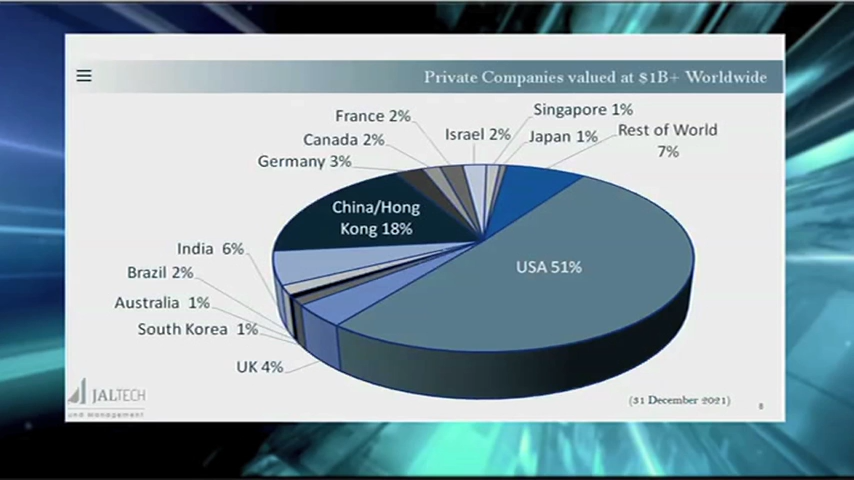 Private Companies valued at $1B+ Worldwide
Singapore 1%
France 2%
Israel 2%
Japan 1%
Rest of World
7%
Canada 2%
Germany 3%
China/Hong
Kong 18%
India 6%
USA 51%
Brazil 2%
Australia 1%
South Korea 1%
UK 4%
JALTECH
und management
(31 December 2021)
8